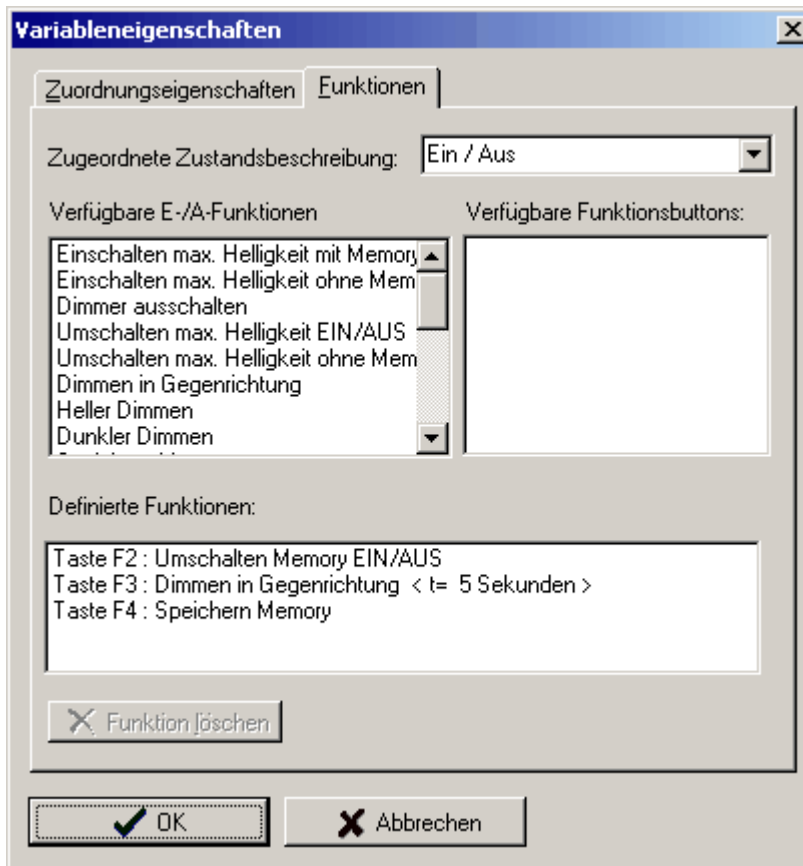 Variableneigenschaften
Zuordnungseigenschaften Funktionen
Zugeordnete Zustandsbeschreibung: Ein / Aus
Verfügbare E-/A-Funktionen Verfügbare Funktionsbuttons:
Einschalten max. Helligkeit mit Memory
Einschalten max. Helligkeit ohne Mem
Dimmer ausschalten
Umschalten max. Helligkeit EIN/AUS
Umschalten max. Helligkeit ohne Mem
Dimmen in Gegenrichtung
Heller Dimmen
Dunkler Dimmen
Definierte Funktionen:
Taste F2 : Umschalten Memory EIN/AUS
Taste F3 : Dimmen in Gegenrichtung < t= 5 Sekunden >
Taste F4 : Speichern Memory
Funktion löschen
OK Abbrechen